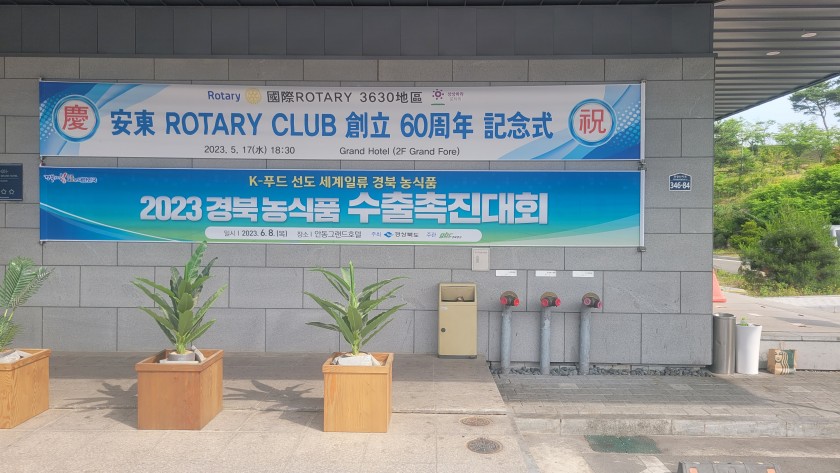 Rotary 國際ROTARY 3630地區
慶 安東 ROTARY CLUB 創立 60周年 記念式 祝
2023. 5. 17(水) 18:30 Grand Hotel (2F Grand Fore)
K-푸드 선도 세계일류 경북 농식품
2023 경북 농식품 수출촉진대회
일시 : 2023. 6. 8. (목) 장소 : 안동그랜드호텔 주최 경상북도 주관
346-84